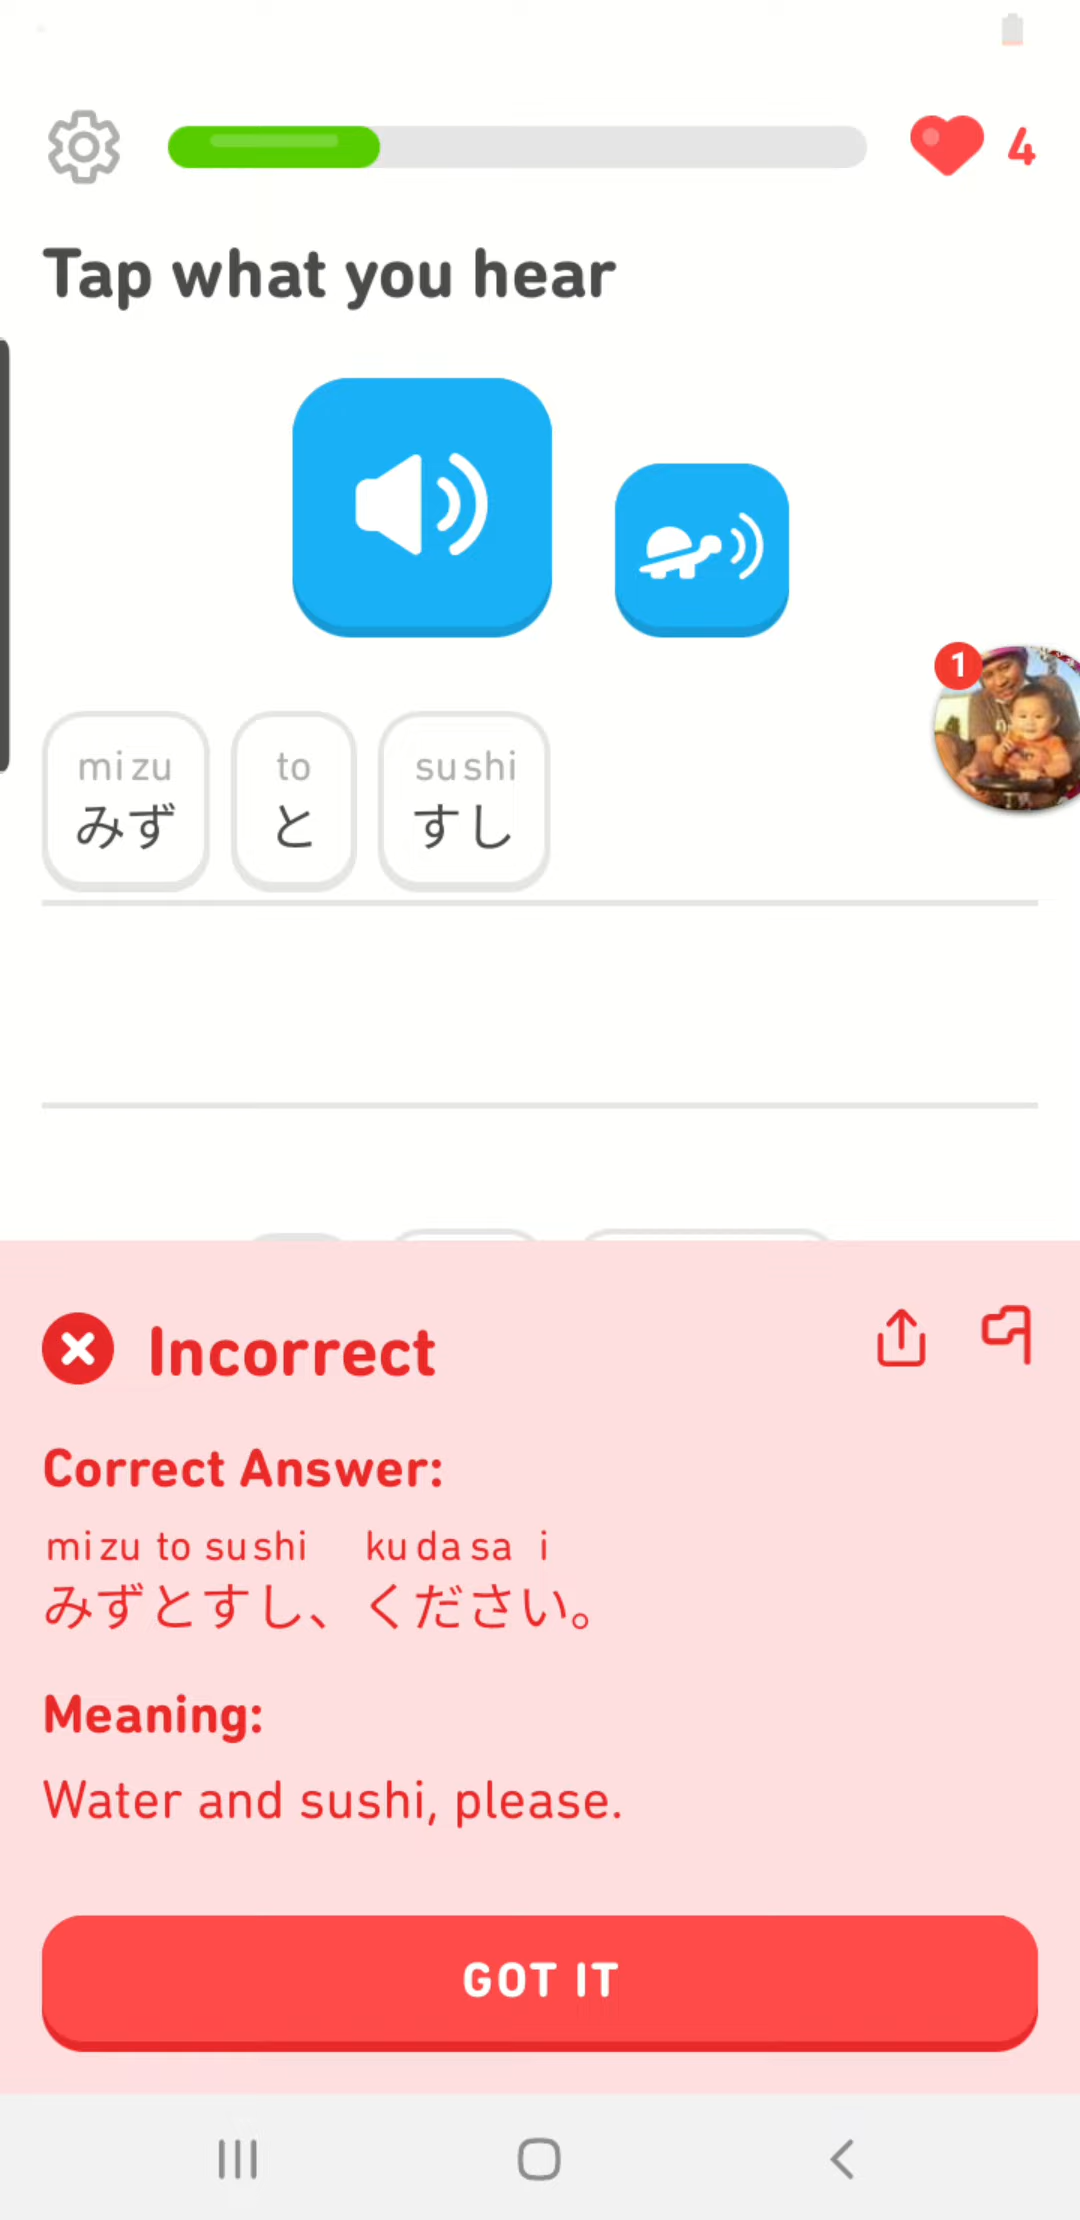 4
Tap what you hear
1
mizu to sushi
みず と すし
Incorrect
Correct Answer:
mizu to sushi kudasai
みずとすし、ください。
Meaning:
Water and sushi, please.
GOT IT